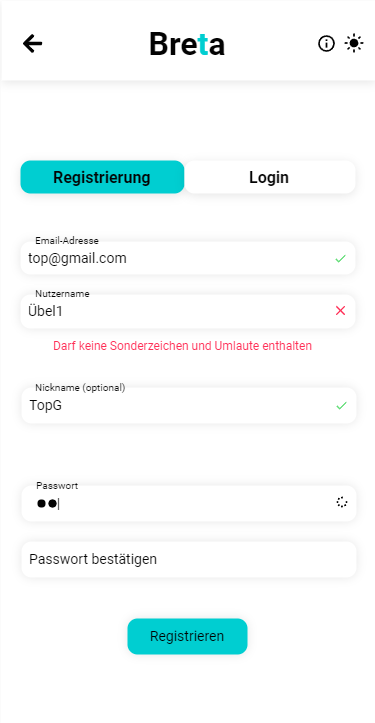 Breta
Registrierung Login
Email-Adresse
top@gmail.com
Nutzername
Übel1
Darf keine Sonderzeichen und Umlaute enthalten
Nickname (optional)
TopG
Passwort
●●
Passwort bestätigen
Registrieren